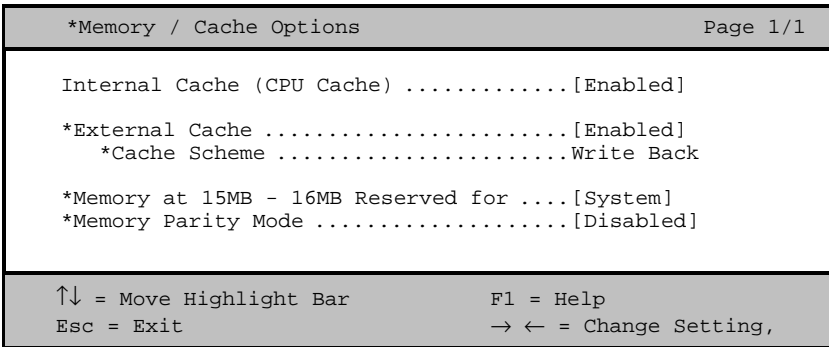 *Memory / Cache Options Page 1/1
Internal Cache (CPU Cache) .............[Enabled]
*External Cache ........................[Enabled]
*Cache Scheme .......................Write Back
*Memory at 15MB - 16MB Reserved for ....[System]
*Memory Parity Mode ....................[Disabled]
↑↓ = Move Highlight Bar F1 = Help
Esc = Exit → ← = Change Setting,